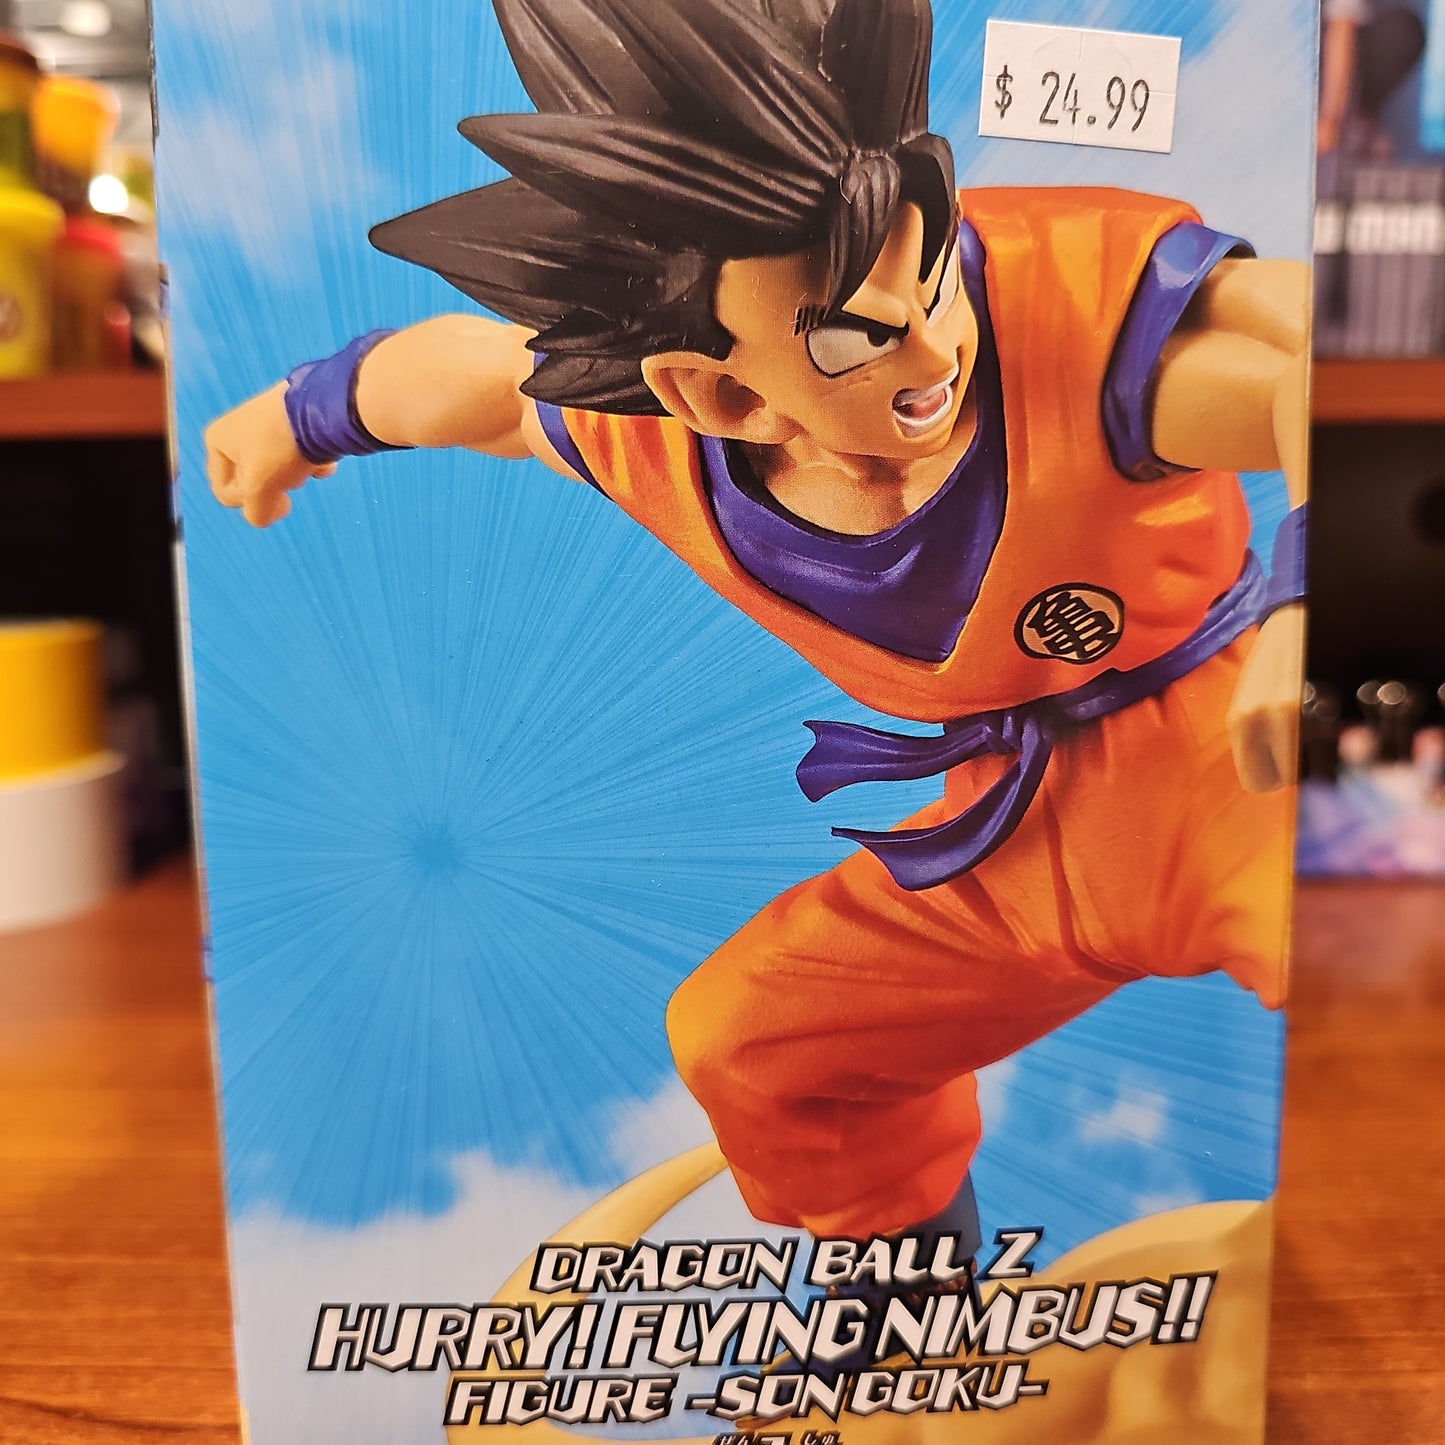 $ 24.99
DRAGON BALL Z
HURRY! FLYING NIMBUS!!
FIGURE -SON GOKU-